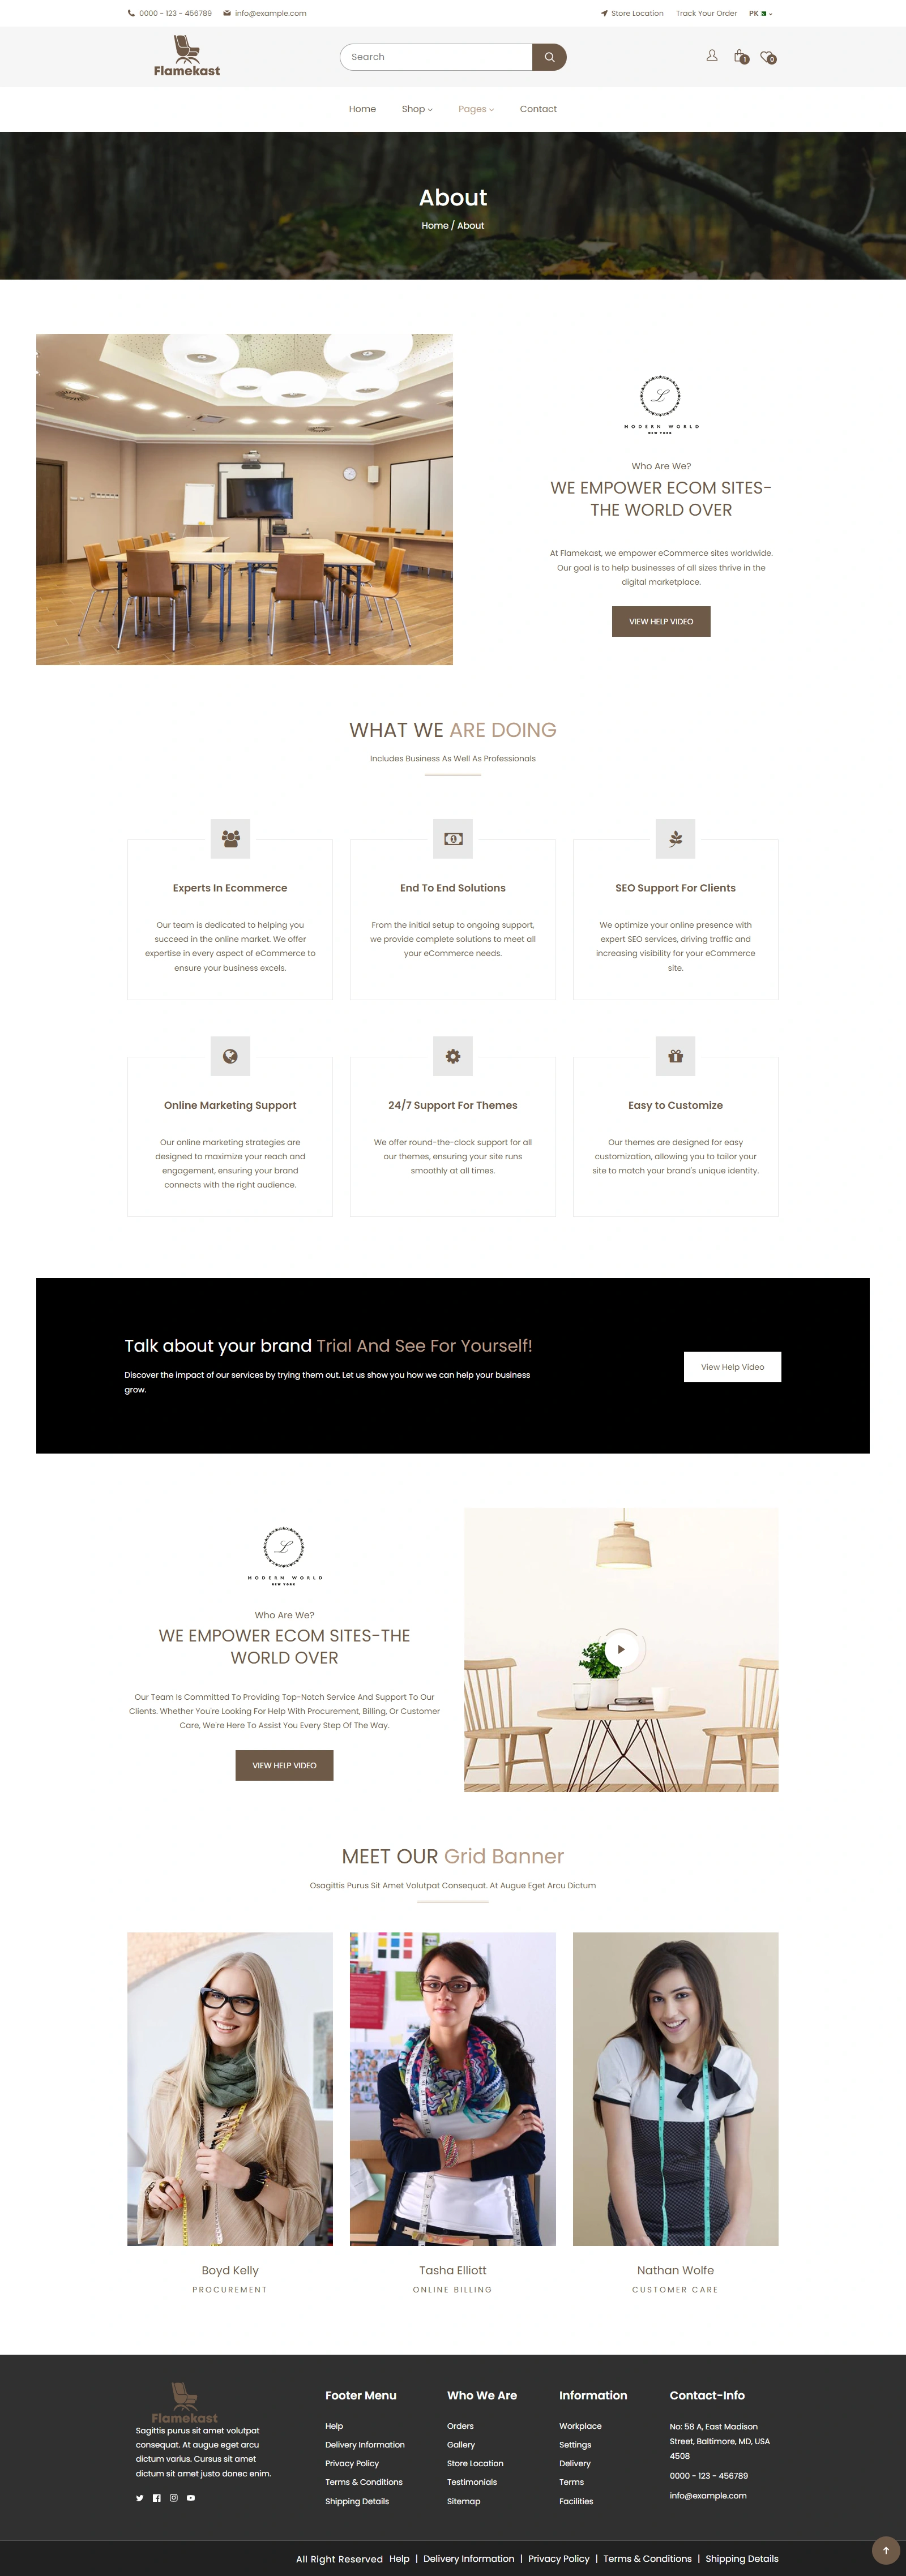 0000 - 123 - 456789 info@example.com Store Location Track Your Order PK
Flamekast
Search
1 0
Home Shop Pages Contact
About
Home / About
L
MODERN WORLD
NEW YORK
Who Are We?
WE EMPOWER ECOM SITES-
THE WORLD OVER
At Flamekast, we empower eCommerce sites worldwide.
Our goal is to help businesses of all sizes thrive in the
digital marketplace.
VIEW HELP VIDEO
WHAT WE ARE DOING
Includes Business As Well As Professionals
Experts In Ecommerce
Our team is dedicated to helping you
succeed in the online market. We offer
expertise in every aspect of eCommerce to
ensure your business excels.
End To End Solutions
From the initial setup to ongoing support,
we provide complete solutions to meet all
your eCommerce needs.
SEO Support For Clients
We optimize your online presence with
expert SEO services, driving traffic and
increasing visibility for your eCommerce
site.
Online Marketing Support
Our online marketing strategies are
designed to maximize your reach and
engagement, ensuring your brand
connects with the right audience.
24/7 Support For Themes
We offer round-the-clock support for all
our themes, ensuring your site runs
smoothly at all times.
Easy to Customize
Our themes are designed for easy
customization, allowing you to tailor your
site to match your brand's unique identity.
Talk about your brand Trial And See For Yourself!
Discover the impact of our services by trying them out. Let us show you how we can help your business
grow.
View Help Video
L
MODERN WORLD
NEW YORK
Who Are We?
WE EMPOWER ECOM SITES-THE
WORLD OVER
Our Team Is Committed To Providing Top-Notch Service And Support To Our
Clients. Whether You're Looking For Help With Procurement, Billing, Or Customer
Care, We're Here To Assist You Every Step Of The Way.
VIEW HELP VIDEO
MEET OUR Grid Banner
Osagittis Purus Sit Amet Volutpat Consequat. At Augue Eget Arcu Dictum
Boyd Kelly
PROCUREMENT
Tasha Elliott
ONLINE BILLING
Nathan Wolfe
CUSTOMER CARE
Flamekast
Sagittis purus sit amet volutpat
consequat. At augue eget arcu
dictum varius. Cursus sit amet
dictum sit amet justo donec enim.
Footer Menu
Help
Delivery Information
Privacy Policy
Terms & Conditions
Shipping Details
Who We Are
Orders
Gallery
Store Location
Testimonials
Sitemap
Information
Workplace
Settings
Delivery
Terms
Facilities
Contact-Info
No: 58 A, East Madison
Street, Baltimore, MD, USA
4508
0000 - 123 - 456789
info@example.com
All Right Reserved Help | Delivery Information | Privacy Policy | Terms & Conditions | Shipping Details